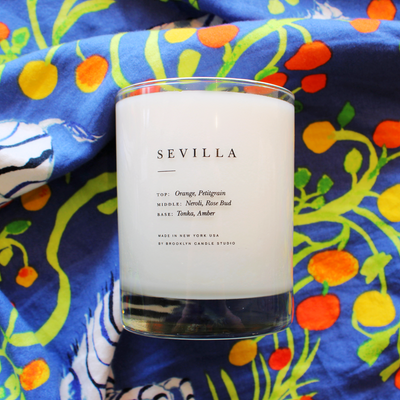 SEVILLA
TOP: Orange, Petitgrain
MIDDLE: Neroli, Rose Bud
BASE: Tonka, Amber
MADE IN NEW YORK USA
BY BROOKLYN CANDLE STUDIO